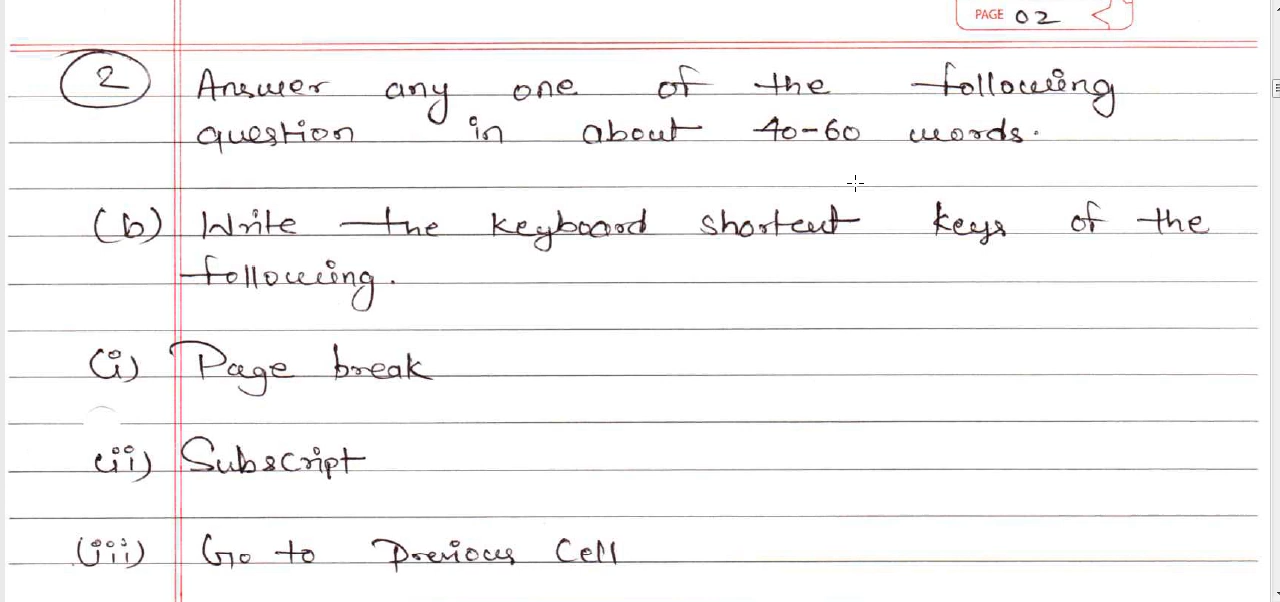 PAGE 02
2 Answer any one of the following
question in about 40-60 words.
(b) Write the keyboard shortcut keys of the
following.
(i) Page break
(ii) Subscript
(iii) Go to Previous Cell